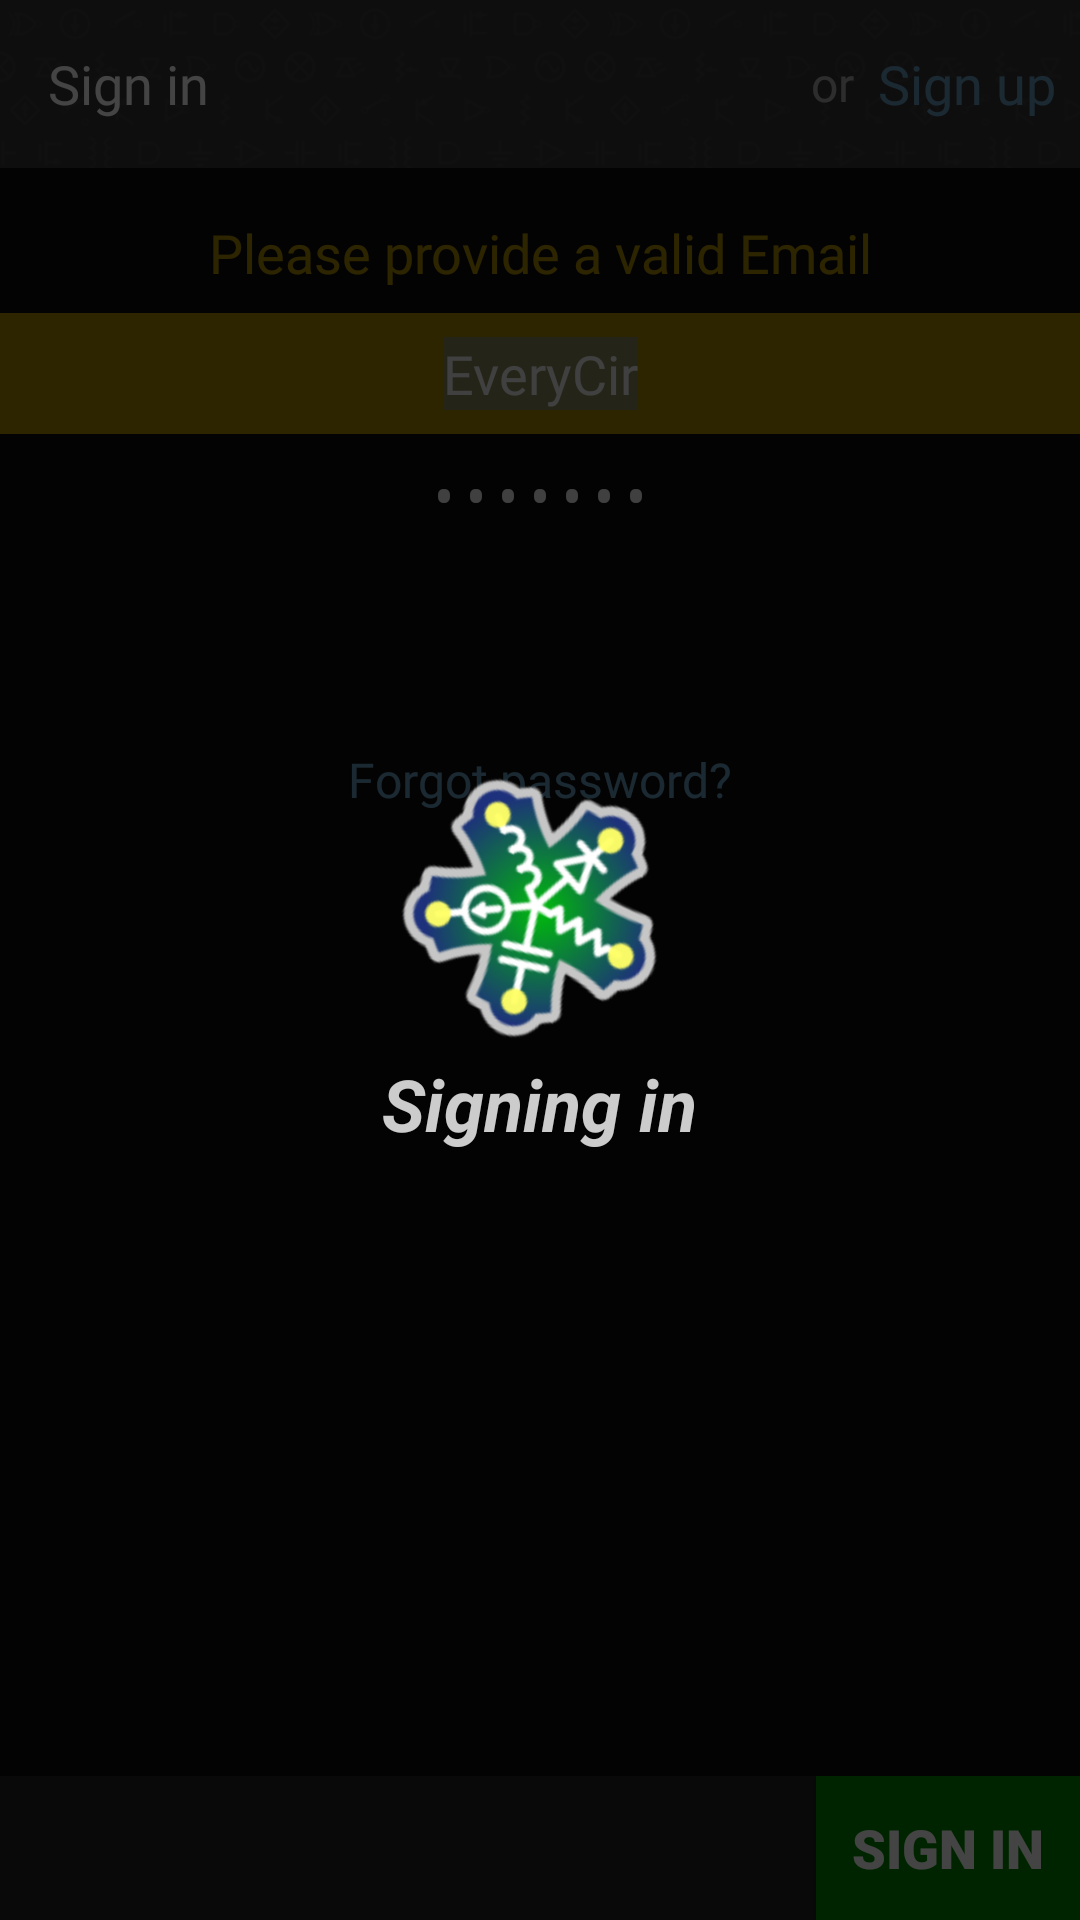 Sign in
or Sign up
Please provide a valid Email
EveryCir
•••••••
Forgot password?
Signing in
SIGN IN